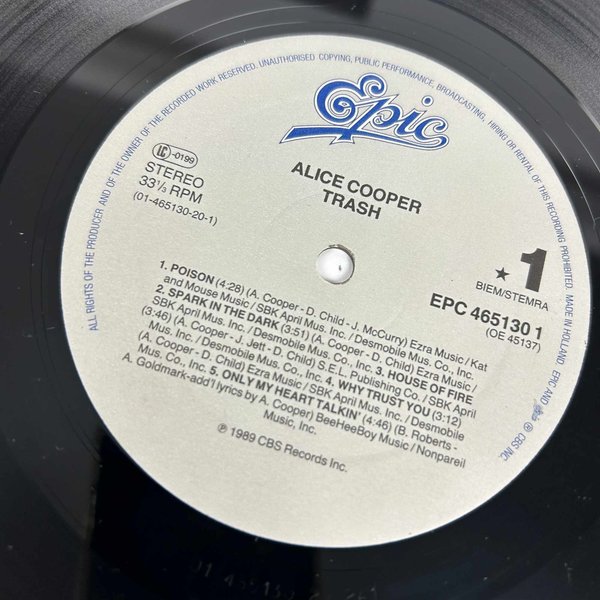 ALL RIGHTS OF THE PRODUCER AND OF THE OWNER OF THE RECORDED WORK RESERVED. UNAUTHORISED COPYING, PUBLIC PERFORMANCE, BROADCASTING, HIRING OR RENTAL OF THIS RECORDING PROHIBITED. MADE IN HOLLAND. EPIC AND Epic ® CBS INC.
Epic
ALICE COOPER
TRASH
LC -0199
STEREO
33 1/3 RPM
(01-465130-20-1)
★ 1
BIEM/STEMRA
EPC 465130 1
(OE 45137)
1. POISON (4:28) (A. Cooper - D. Child - J. McCurry) Ezra Music / Kat
and Mouse Music / SBK April Mus. Inc. / Desmobile Mus. Co., Inc.
2. SPARK IN THE DARK (3:51) (A. Cooper - D. Child) Ezra Music /
SBK April Mus. Inc. / Desmobile Mus. Co., Inc. 3. HOUSE OF FIRE
(3:46) (A. Cooper - J. Jett - D. Child) S.E.L. Publishing Co. / SBK April
Mus. Inc. / Desmobile Mus. Co., Inc. 4. WHY TRUST YOU (3:12)
(A. Cooper - D. Child) Ezra Music / SBK April Mus. Inc. / Desmobile
Mus. Co., Inc. 5. ONLY MY HEART TALKIN' (4:46) (B. Roberts -
A. Goldmark-add'l lyrics by A. Cooper) BeeHeeBoy Music / Nonpareil
Music, Inc.
℗ 1989 CBS Records Inc.